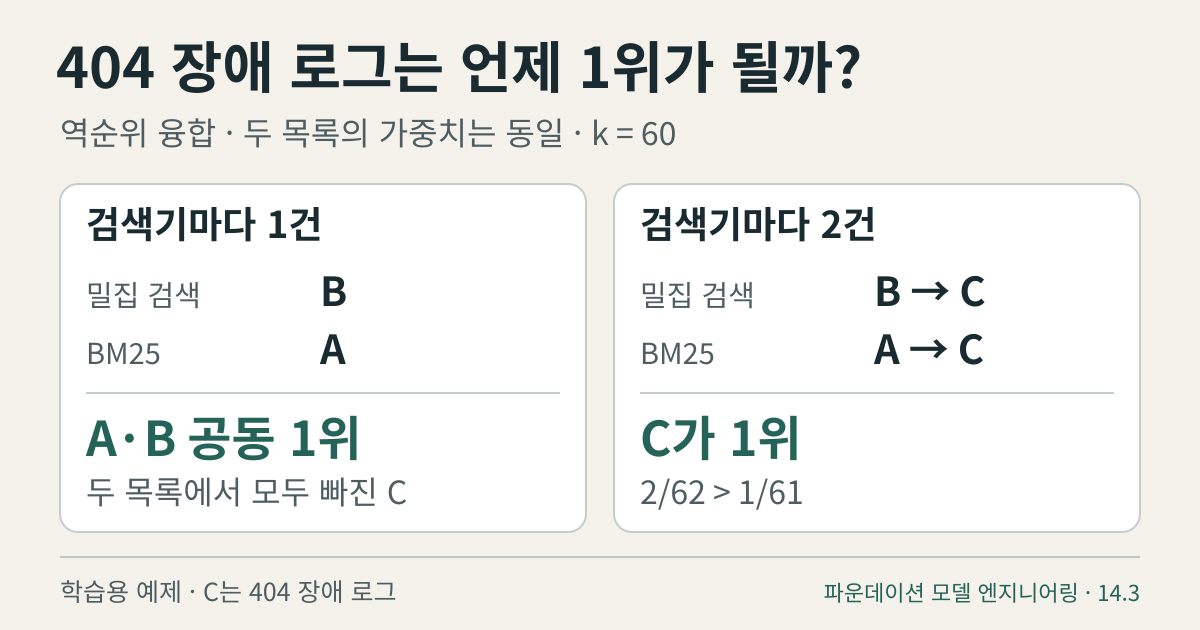 404 장애 로그는 언제 1위가 될까?
역순위 융합 · 두 목록의 가중치는 동일 · k = 60
검색기마다 1건
밀집 검색 B
BM25 A
A·B 공동 1위
두 목록에서 모두 빠진 C
검색기마다 2건
밀집 검색 B → C
BM25 A → C
C가 1위
2/62 > 1/61
학습용 예제 · C는 404 장애 로그
파운데이션 모델 엔지니어링 · 14.3